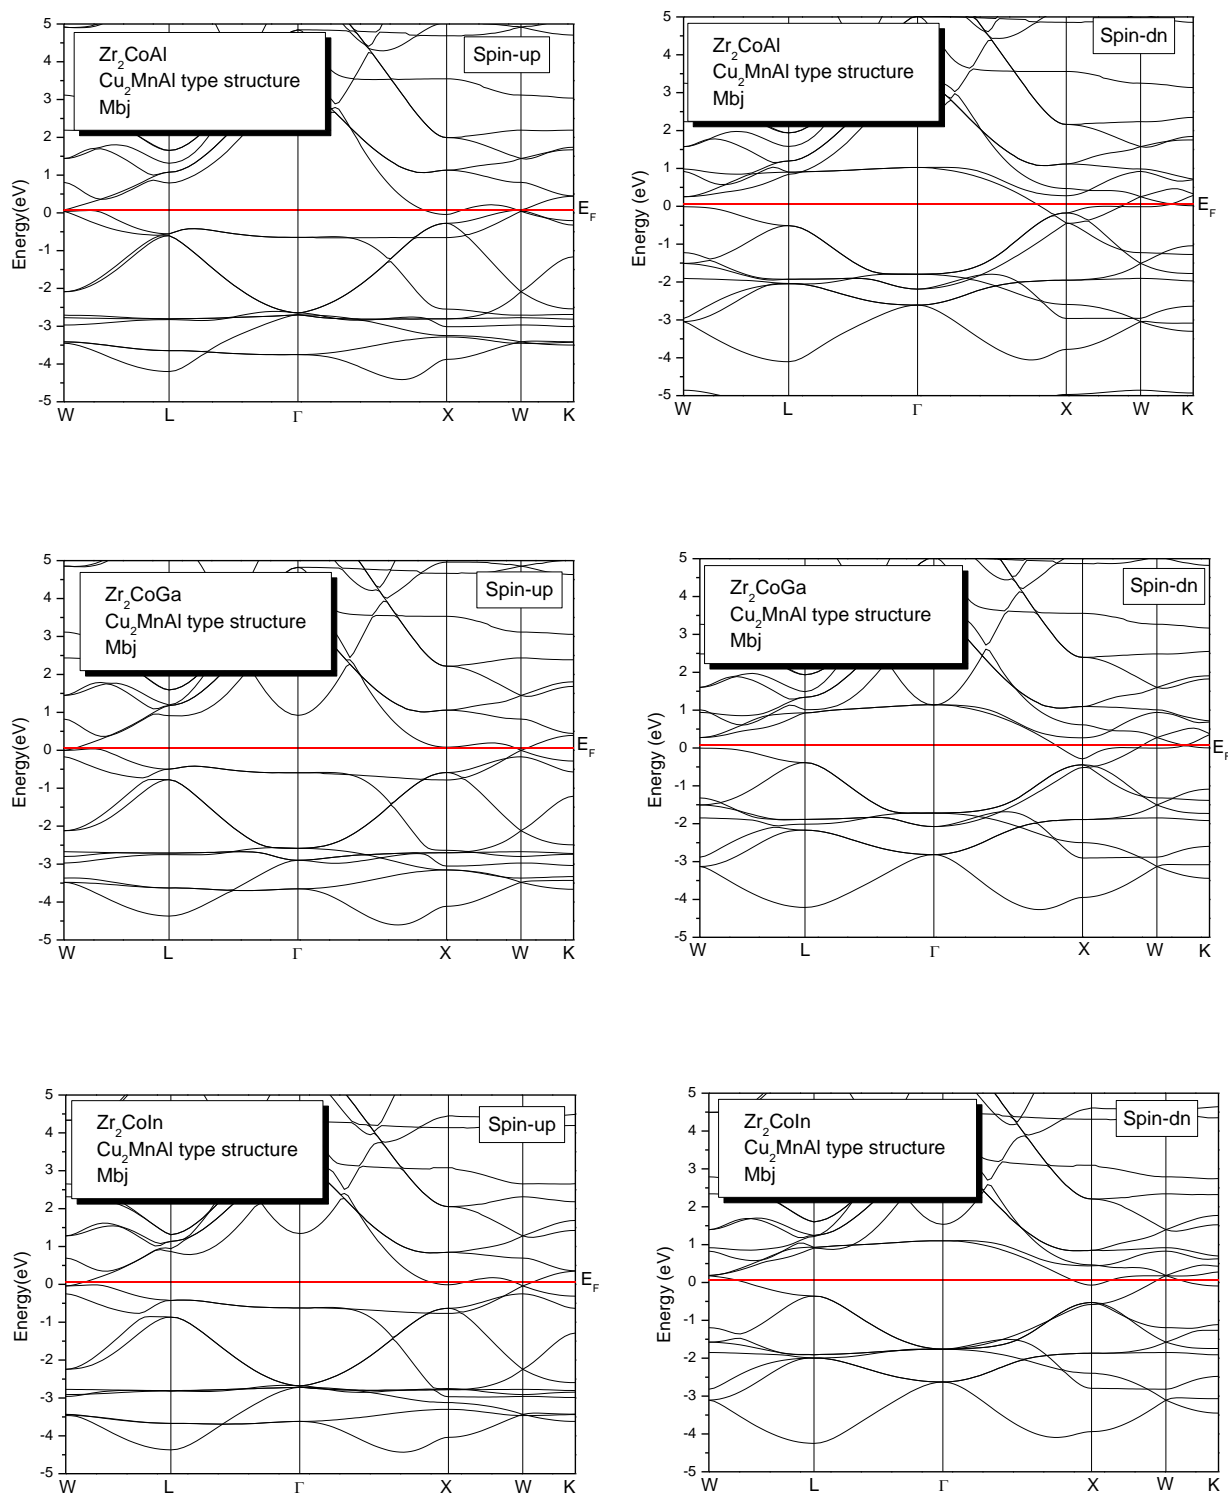 Zr2CoAl
Cu2MnAl type structure
Mbj
Spin-up
Energy(eV)
5
4
3
2
1
0
-1
-2
-3
-4
-5
W L Γ X W K
EF
Zr2CoAl
Cu2MnAl type structure
Mbj
Spin-dn
Energy (eV)
5
4
3
2
1
0
-1
-2
-3
-4
-5
W L Γ X W K
EF
Zr2CoGa
Cu2MnAl type structure
Mbj
Spin-up
Energy(eV)
5
4
3
2
1
0
-1
-2
-3
-4
-5
W L Γ X W K
EF
Zr2CoGa
Cu2MnAl type structure
Mbj
Spin-dn
Energy (eV)
5
4
3
2
1
0
-1
-2
-3
-4
-5
W L Γ X W K
EF
Zr2CoIn
Cu2MnAl type structure
Mbj
Spin-up
Energy(eV)
5
4
3
2
1
0
-1
-2
-3
-4
-5
W L Γ X W K
EF
Zr2CoIn
Cu2MnAl type structure
Mbj
Spin-dn
Energy (eV)
5
4
3
2
1
0
-1
-2
-3
-4
-5
W L Γ X W K
EF